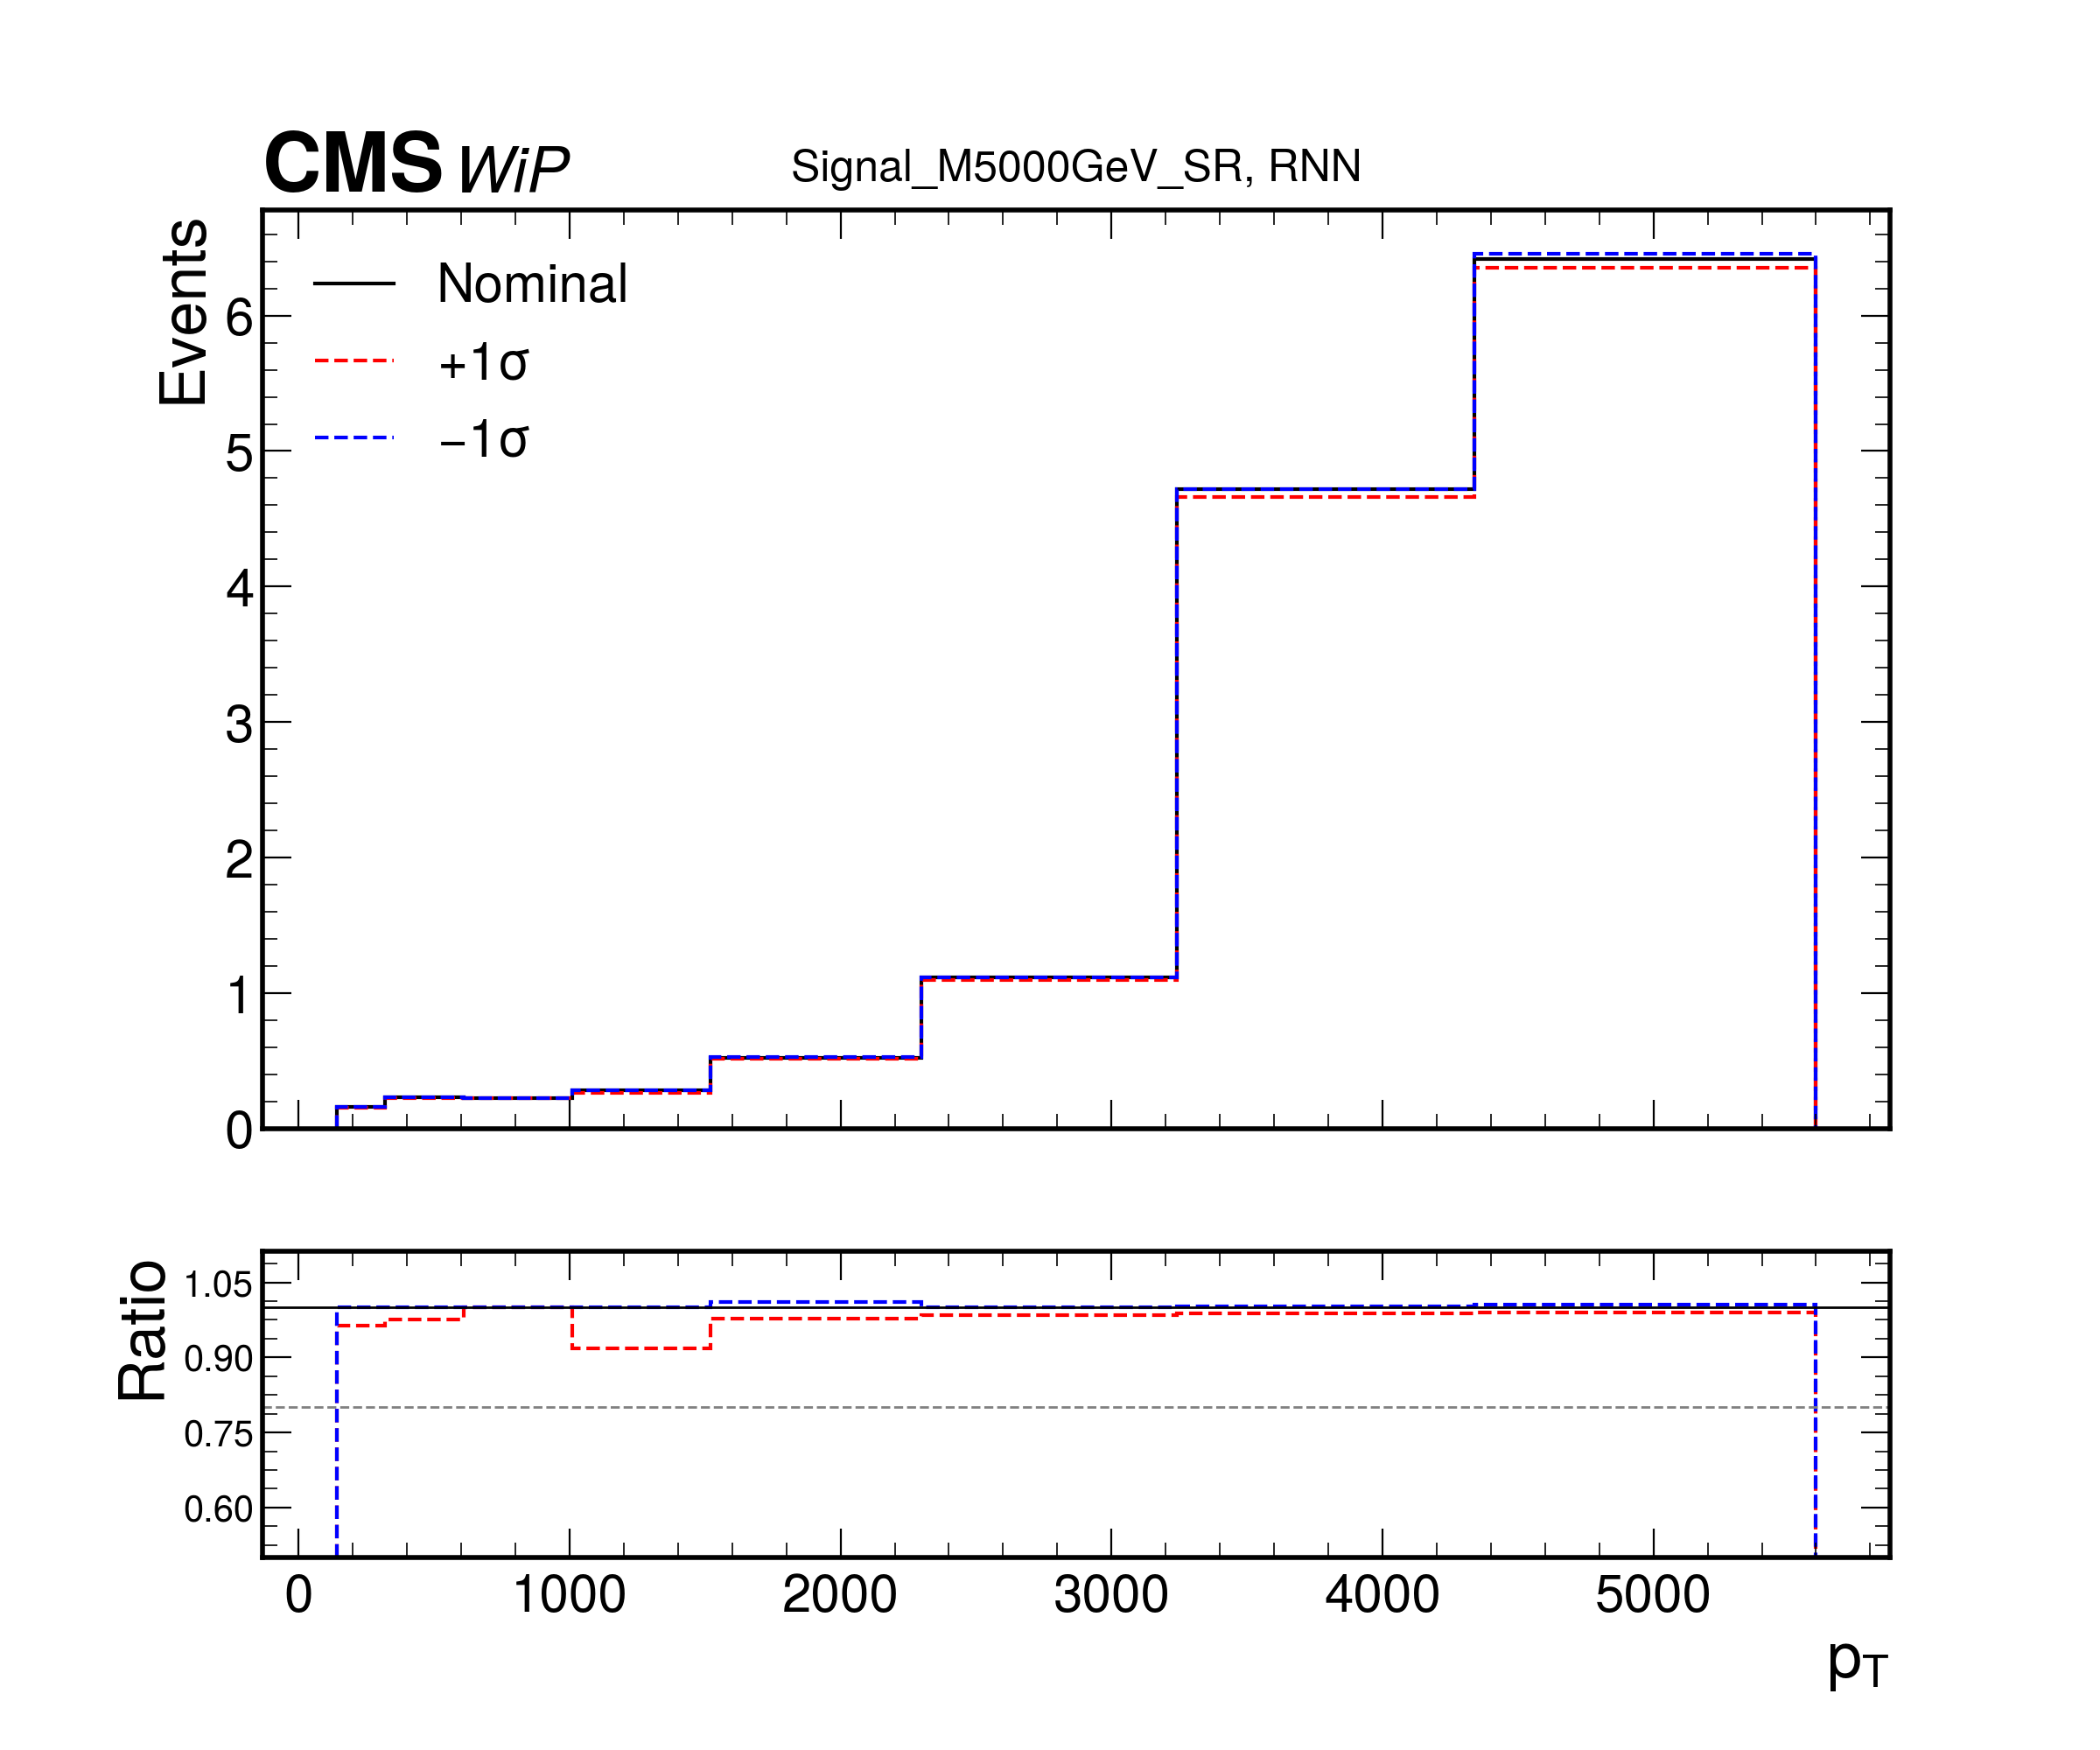 CMS WiP
Signal_M5000GeV_SR, RNN
Events
Nominal
+1σ
−1σ
6
5
4
3
2
1
0
Ratio
1.05
0.90
0.75
0.60
0 1000 2000 3000 4000 5000
pT